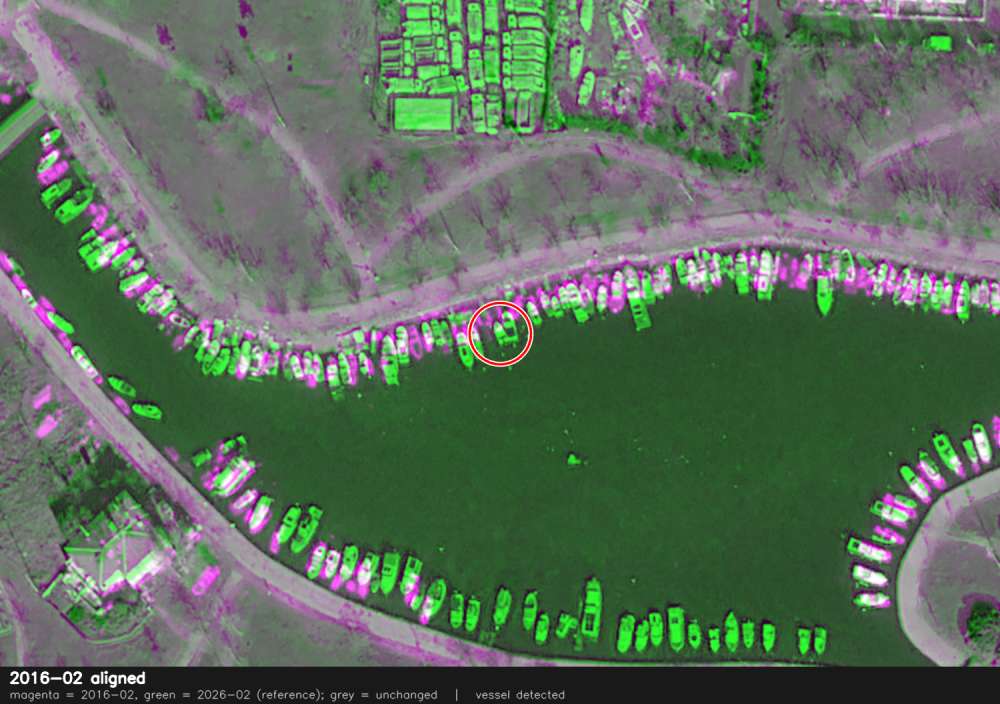 2016-02 aligned
magenta = 2016-02, green = 2026-02 (reference); grey = unchanged | vessel detected